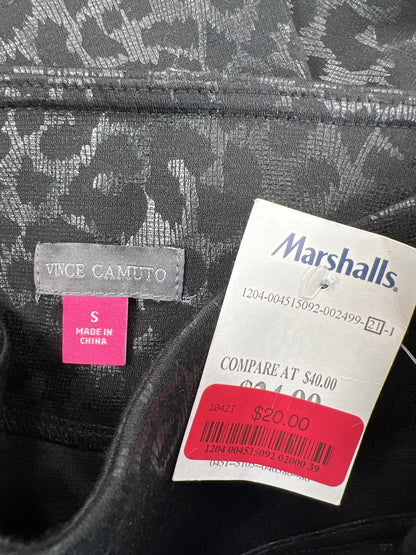 VINCE CAMUTO
S
MADE IN
CHINA
Marshalls.
1204-004515092-002499-21-1
COMPARE AT $40.00
1042I $20.00
1204 004515092 02000 39